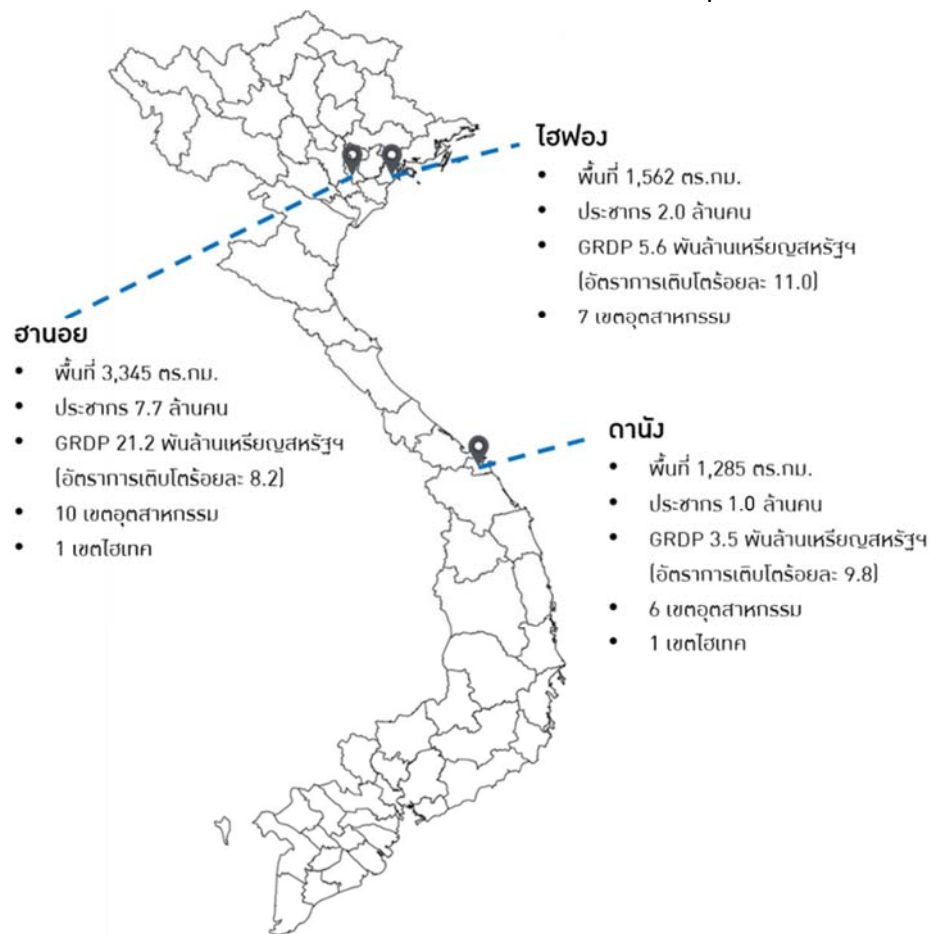 ไฮฟอง
• พื้นที่ 1,562 ตร.กม.
• ประชากร 2.0 ล้านคน
• GRDP 5.6 พันล้านเหรียญสหรัฐฯ
(อัตราการเติบโตร้อยละ 11.0)
• 7 เขตอุตสาหกรรม
ฮานอย
• พื้นที่ 3,345 ตร.กม.
• ประชากร 7.7 ล้านคน
• GRDP 21.2 พันล้านเหรียญสหรัฐฯ
(อัตราการเติบโตร้อยละ 8.2)
• 10 เขตอุตสาหกรรม
• 1 เขตไฮเทค
ดานัง
• พื้นที่ 1,285 ตร.กม.
• ประชากร 1.0 ล้านคน
• GRDP 3.5 พันล้านเหรียญสหรัฐฯ
(อัตราการเติบโตร้อยละ 9.8)
• 6 เขตอุตสาหกรรม
• 1 เขตไฮเทค